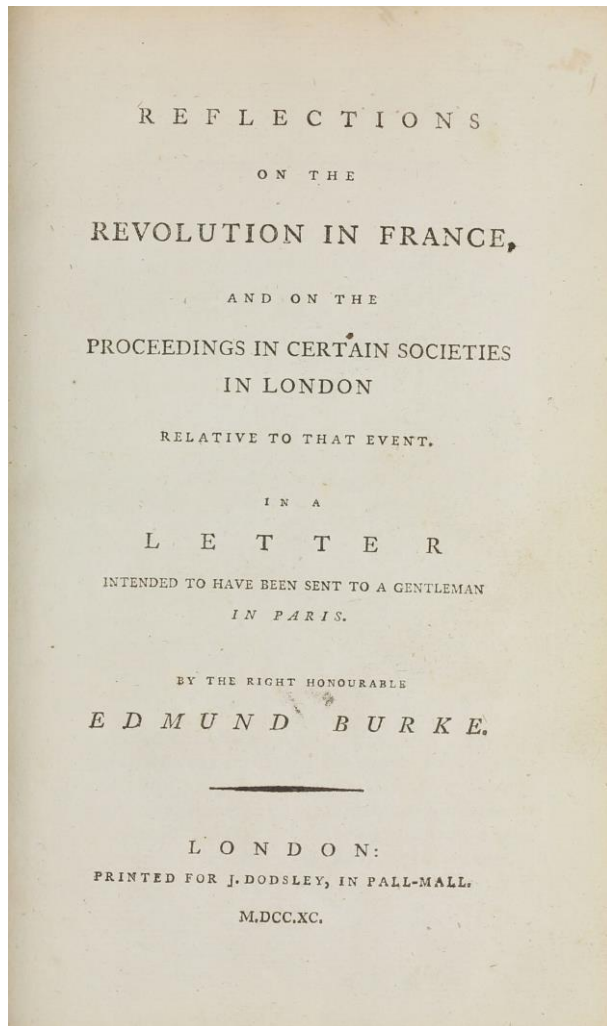 REFLECTIONS
ON THE
REVOLUTION IN FRANCE,
AND ON THE
PROCEEDINGS IN CERTAIN SOCIETIES
IN LONDON
RELATIVE TO THAT EVENT.
IN A
LETTER
INTENDED TO HAVE BEEN SENT TO A GENTLEMAN
IN PARIS.
BY THE RIGHT HONOURABLE
EDMUND BURKE.
LONDON:
PRINTED FOR J. DODSLEY, IN PALL-MALL.
M.DCC.XC.